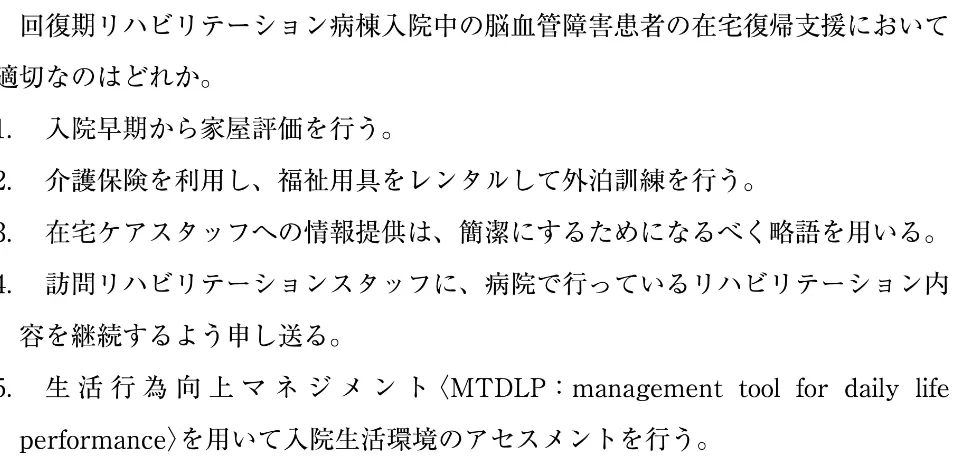 回復期リハビリテーション病棟入院中の脳血管障害患者の在宅復帰支援において
適切なのはどれか。
1. 入院早期から家屋評価を行う。
2. 介護保険を利用し、福祉用具をレンタルして外泊訓練を行う。
3. 在宅ケアスタッフへの情報提供は、簡潔にするためになるべく略語を用いる。
4. 訪問リハビリテーションスタッフに、病院で行っているリハビリテーション内
容を継続するよう申し送る。
5. 生活行為向上マネジメント〈MTDLP：management tool for daily life
performance〉を用いて入院生活環境のアセスメントを行う。